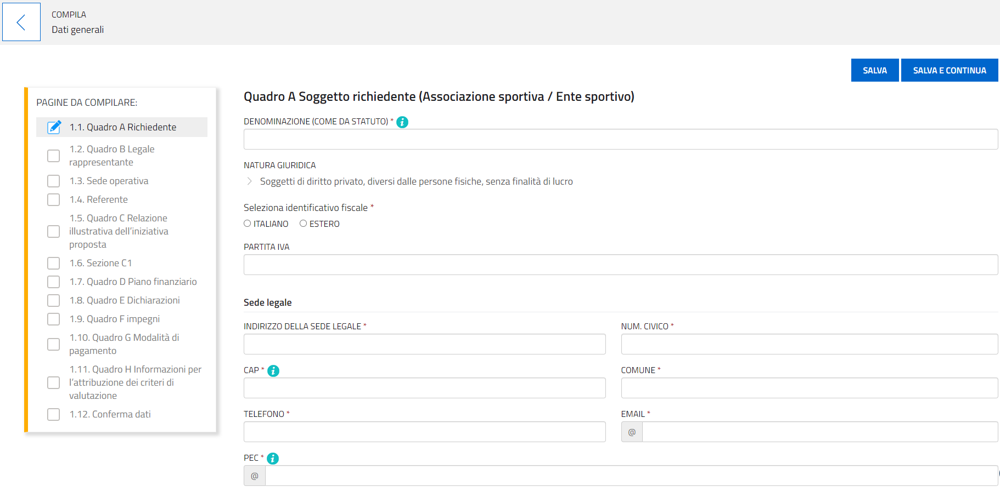 COMPILA
Dati generali
SALVA
SALVA E CONTINUA
PAGINE DA COMPILARE:
1.1. Quadro A Richiedente
1.2. Quadro B Legale
rappresentante
1.3. Sede operativa
1.4. Referente
1.5. Quadro C Relazione
illustrativa dell'iniziativa
proposta
1.6. Sezione C1
1.7. Quadro D Piano finanziario
1.8. Quadro E Dichiarazioni
1.9. Quadro F impegni
1.10. Quadro G Modalità di
pagamento
1.11. Quadro H Informazioni per
l'attribuzione dei criteri di
valutazione
1.12. Conferma dati
Quadro A Soggetto richiedente (Associazione sportiva / Ente sportivo)
DENOMINAZIONE (COME DA STATUTO) * i
NATURA GIURIDICA
Soggetti di diritto privato, diversi dalle persone fisiche, senza finalità di lucro
Seleziona identificativo fiscale *
ITALIANO ESTERO
PARTITA IVA
Sede legale
INDIRIZZO DELLA SEDE LEGALE *
NUM. CIVICO *
CAP * i
COMUNE *
TELEFONO *
EMAIL *
@
PEC * i
@